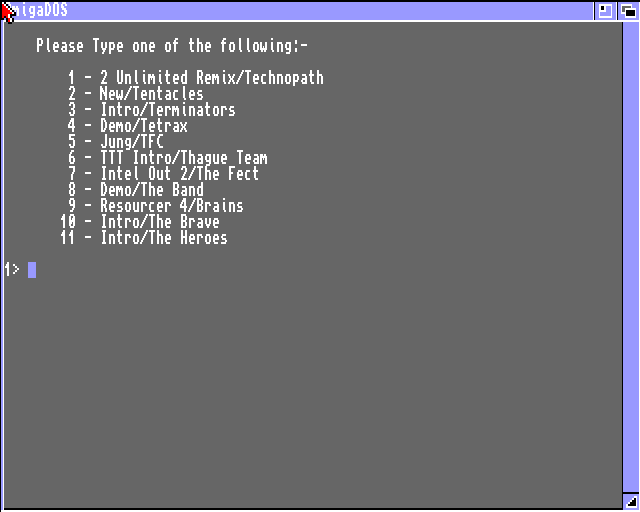 migaDOS
Please Type one of the following:-
1 - 2 Unlimited Remix/Technopath
2 - New/Tentacles
3 - Intro/Terminators
4 - Demo/Tetrax
5 - Jung/TFC
6 - TTT Intro/Thague Team
7 - Intel Out 2/The Fect
8 - Demo/The Band
9 - Resourcer 4/Brains
10 - Intro/The Brave
11 - Intro/The Heroes
1>